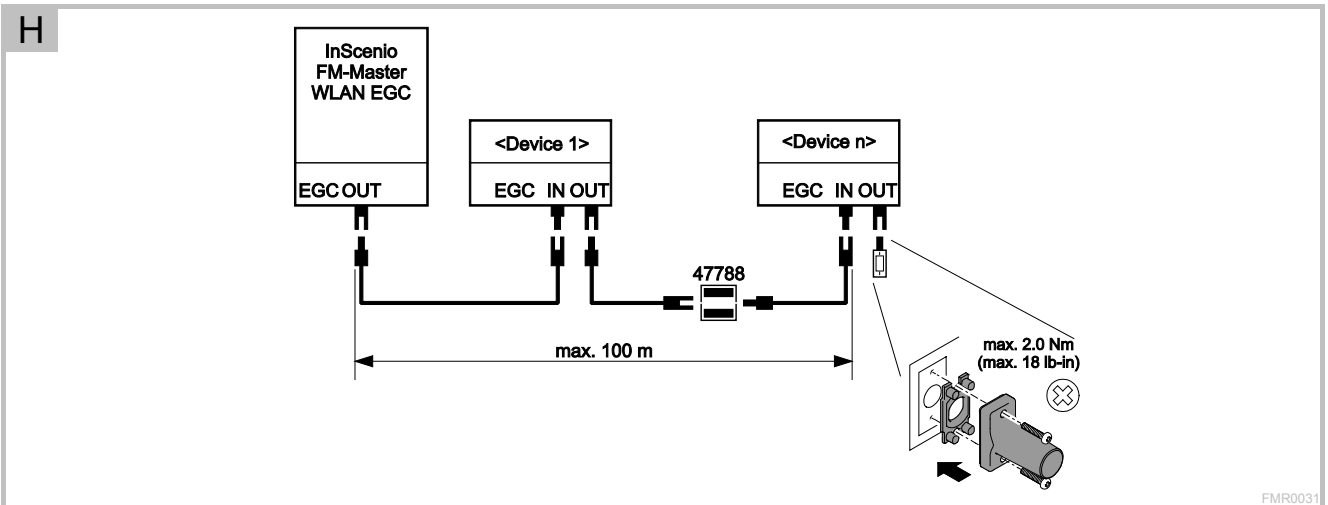 H
InScenio
FM-Master
WLAN EGC
EGC OUT
<Device 1>
EGC IN OUT
<Device n>
EGC IN OUT
47788
max. 100 m
max. 2.0 Nm
(max. 18 lb-in)
FMR0031